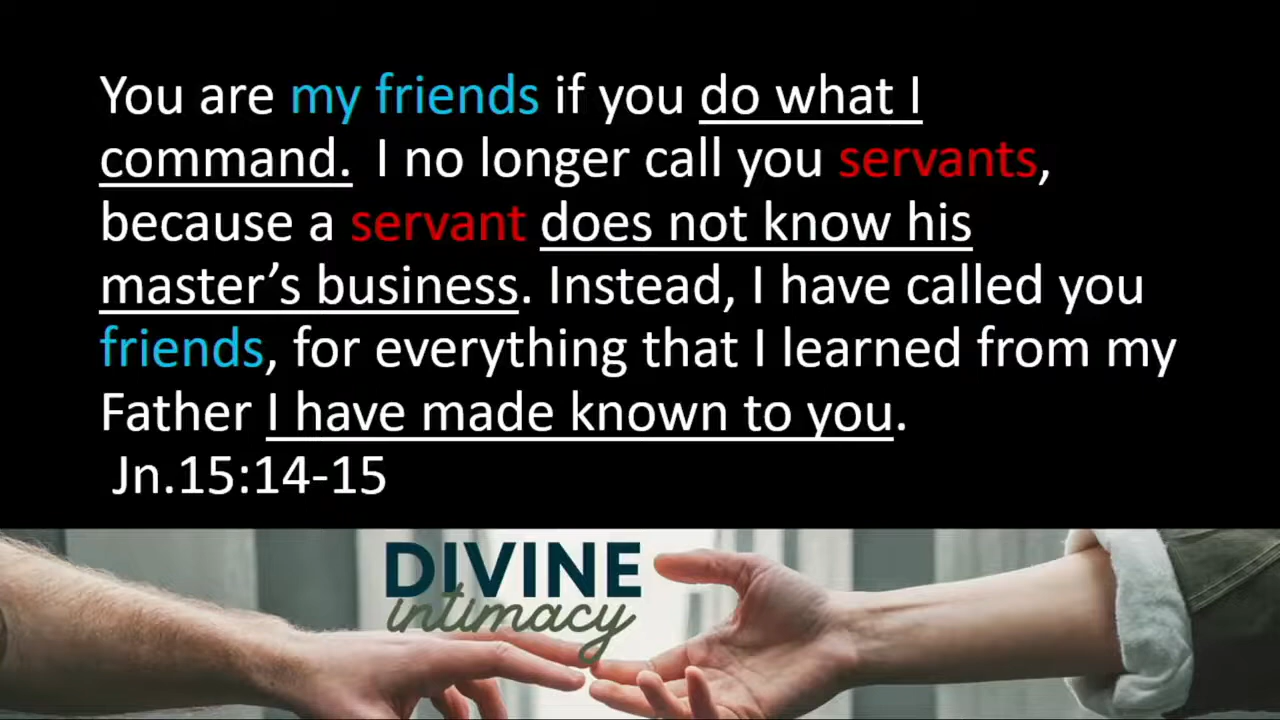 You are my friends if you do what I
command.  I no longer call you servants,
because a servant does not know his
master’s business. Instead, I have called you
friends, for everything that I learned from my
Father I have made known to you.
Jn.15:14-15
DIVINE
intimacy